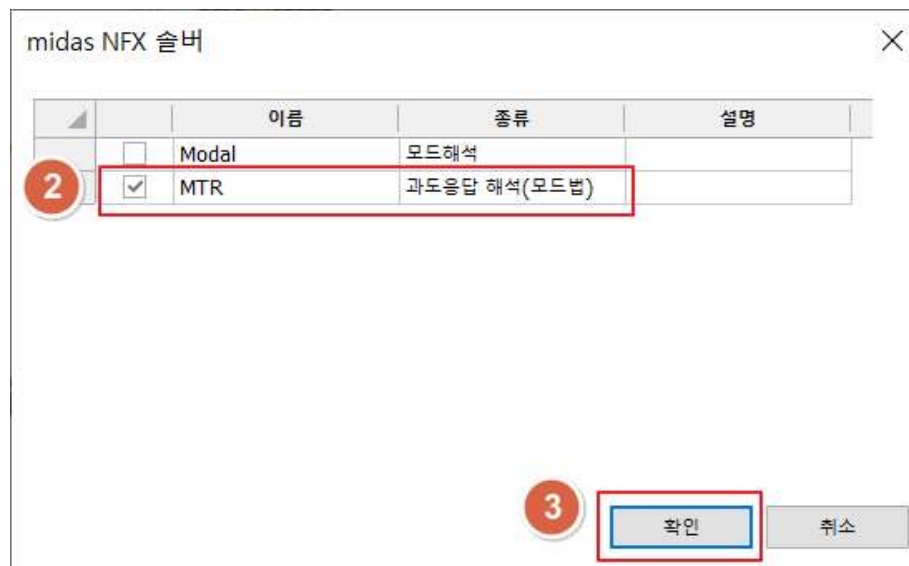 midas NFX 솔버
이름 종류 설명
Modal 모드해석
2 MTR 과도응답 해석(모드법)
3 확인 취소